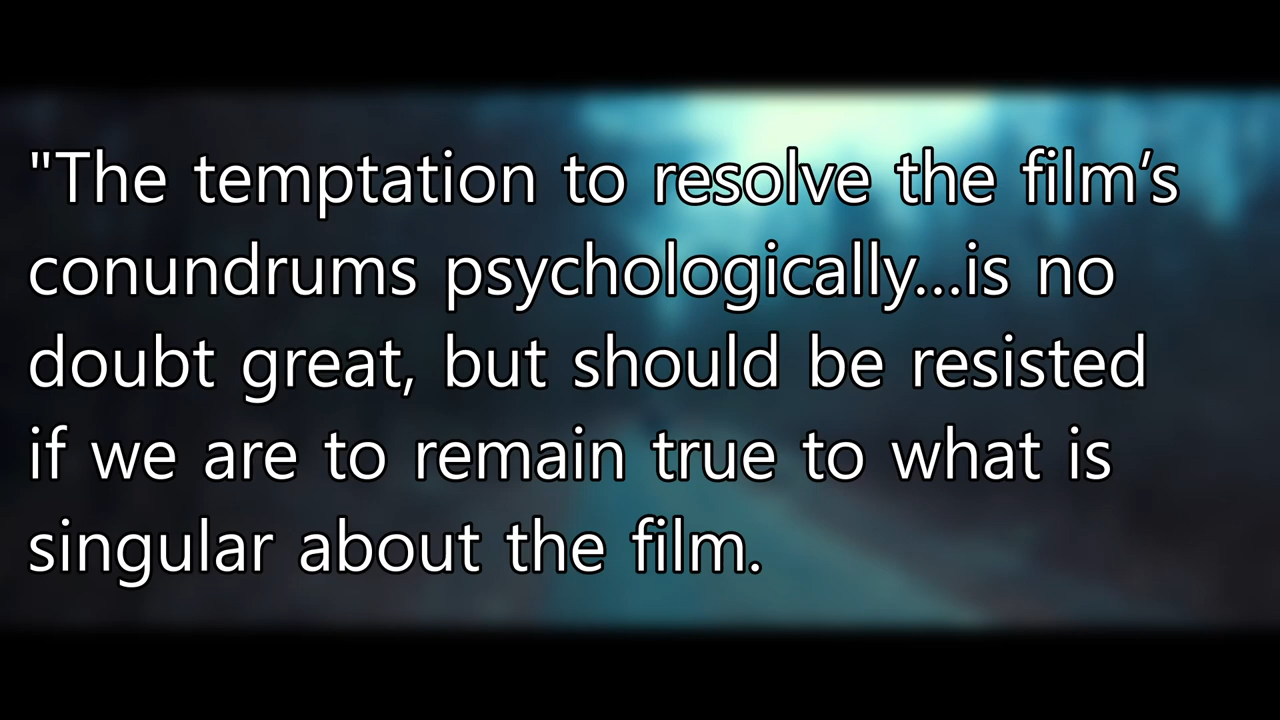 "The temptation to resolve the film’s
conundrums psychologically...is no
doubt great, but should be resisted
if we are to remain true to what is
singular about the film.